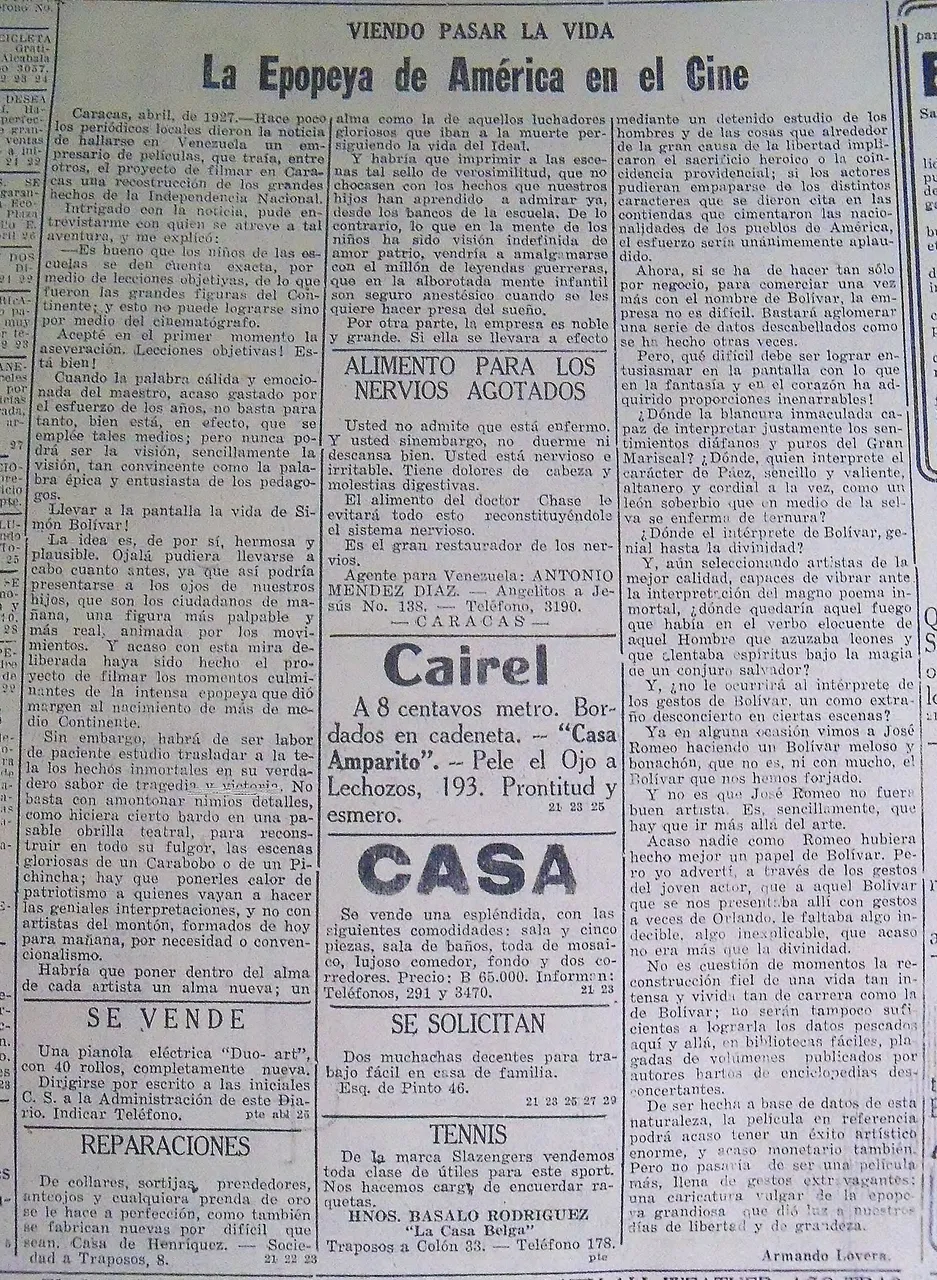 VIENDO PASAR LA VIDA
La Epopeya de América en el Cine
Caracas, abril, de 1927.—Hace poco
los periódicos locales dieron la noticia
de hallarse en Venezuela un em-
presario de películas, que traía, entre
otros, el proyecto de filmar en Cara-
cas una recostrucción de los grandes
hechos de la Independencia Nacional.
Intrigado con la noticia, pude en-
trevistarme con quien se atreve a tal
aventura, y me explicó:
—Es bueno que los niños de las es-
cuelas se den cuenta exacta, por
medio de lecciones objetivas, de lo que
fueron las grandes figuras del Con-
tinente; y esto no puede lograrse sino
por medio del cinematógrafo.
Acepté en el primer momento la
aseveración. Lecciones objetivas! Es-
tá bien!
Cuando la palabra cálida y emocio-
nada del maestro, acaso gastado por
el esfuerzo de los años, no basta para
tanto, bien está, en efecto, que se
emplée tales medios; pero nunca po-
drá ser la visión, sencillamente la
visión, tan convincente como la pala-
bra épica y entusiasta de los pedago-
gos.
Llevar a la pantalla la vida de Si-
món Bolívar!
La idea es, de por sí, hermosa y
plausible. Ojalá pudiera llevarse a
cabo cuanto antes, ya que así podría
presentarse a los ojos de nuestros
hijos, que son los ciudadanos de ma-
ñana, una figura más palpable y
más real, animada por los movi-
mientos. Y acaso con esta mira de-
liberada haya sido hecho el pro-
yecto de filmar los momentos culmi-
nantes de la intensa epopeya que dió
margen al nacimiento de más de me-
dio Continente.
Sin embargo, habrá de ser labor
de paciente estudio trasladar a la te-
la los hechós inmortales en su verda-
dero sabor de tragedia y victoria. No
basta con amontonar nimios detalles,
como hiciera cierto bardo en una pa-
sable obrilla teatral, para recons-
truir en todo su fulgor, las escenas
gloriosas de un Carabobo o de un Pi-
chincha; hay que ponerles calor de
patriotismo a quienes vayan a hacer
las geniales interpretaciones, y no con
artistas del montón, formados de hoy
para mañana, por necesidad o conven-
cionalismo.
Habría que poner dentro del alma
de cada artista un alma nueva; un
SE VENDE
Una pianola eléctrica "Duo- art",
con 40 rollos, completamente nueva.
Dirigirse por escrito a las iniciales
C. S. a la Administración de este Dia-
rio. Indicar Teléfono. pte abl 25
REPARACIONES
De collares, sortijas, prendedores,
anteojos y cualquiera prenda de oro
se le hace a perfección, como también
se fabrican nuevas por difícil que
sean. Casa de Henríquez. — Socie-
dad a Traposos, 8. 21 22 23
alma como la de aquellos luchadores
gloriosos que iban a la muerte per-
siguiendo la vida del Ideal.
Y habría que imprimir a las esce-
nas tal sello de verosimilitud, que no
chocasen con los hechos que nuestros
hijos han aprendido a admirar ya,
desde los bancos de la escuela. De lo
contrario, lo que en la mente de los
niños ha sido visión indefinida de
amor patrio, vendría a amalgamarse
con el millón de leyendas guerreras,
que en la alborotada mente infantil
son seguro anestésico cuando se les
quiere hacer presa del sueño.
Por otra parte, la empresa es noble
y grande. Si ella se llevara a efecto
ALIMENTO PARA LOS
NERVIOS AGOTADOS
Usted no admite que está enfermo.
Y usted sinembargo, no duerme ni
descansa bien. Usted está nervioso e
irritable. Tiene dolores de cabeza y
molestias digestivas.
El alimento del doctor Chase le
evitará todo esto reconstituyéndole
el sistema nervioso.
Es el gran restaurador de los ner-
vios.
Agente para Venezuela: ANTONIO
MENDEZ DIAZ. — Angelitos a Je-
sús No. 138. — Teléfono, 3190.
— CARACAS —
Cairel
A 8 centavos metro. Bor-
dados en cadeneta. — "Casa
Amparito". — Pele el Ojo a
Lechozos, 193. Prontitud y
esmero. 21 23 25
CASA
Se vende una espléndida, con las
siguientes comodidades: sala y cinco
piezas, sala de baños, toda de mosai-
co, lujoso comedor, fondo y dos co-
rredores. Precio: B 65.000. Informan:
Teléfonos, 291 y 3470. 21 23
SE SOLICITAN
Dos muchachas decentes para tra-
bajo fácil en casa de familia.
Esq. de Pinto 46.
21 23 25 27 29
TENNIS
De la marca Slazengers vendemos
toda clase de útiles para este sport.
Nos hacemos cargo de encuerdar ra-
quetas.
HNOS. BASALO RODRIGUEZ
"La Casa Belga"
Traposos a Colón 33. — Teléfono 178.
pte
mediante un detenido estudio de los
hombres y de las cosas que alrededor
de la gran causa de la libertad impli-
caron el sacrificio heroico o la coin-
cidencia providencial; si los actores
pudieran empaparse de los distintos
caracteres que se dieron cita en las
contiendas que cimentaron las nacio-
nalidades de los pueblos de América,
el esfuerzo sería unánimemente aplau-
dido.
Ahora, si se ha de hacer tan sólo
por negocio, para comerciar una vez
más con el nombre de Bolívar, la em-
presa no es difícil. Bastará aglomerar
una serie de datos descabellados como
se ha hecho otras veces.
Pero, qué difícil debe ser lograr en-
tusiasmar en la pantalla con lo que
en la fantasía y en el corazón ha ad-
quirido proporciones inenarrables!
¿Dónde la blancura inmaculada ca-
paz de interpretar justamente los sen-
timientos diáfanos y puros del Gran
Mariscal? ¿Dónde, quien interprete el
carácter de Páez, sencillo y valiente,
altanero y cordial a la vez, como un
león soberbio que en medio de la sel-
va se enferma de ternura?
¿Dónde el intérprete de Bolívar, ge-
nial hasta la divinidad?
Y, aún seleccionando artistas de la
mejor calidad, capaces de vibrar ante
la interpretación del magno poema in-
mortal, ¿dónde quedaría aquel fuego
que había en el verbo elocuente de
aquel Hombre que azuzaba leones y
que alentaba espíritus bajo la magia
de un conjuro salvador?
Y, ¿no le ocurrirá al intérprete de
los gestos de Bolívar, un como extra-
ño desconcierto en ciertas escenas?
Ya en alguna ocasión vimos a José
Romeo haciendo un Bolívar meloso y
bonachón, que no es, ni con mucho, el
Bolívar que nos hemos forjado.
Y no es que José Romeo no fuera
buen artista. Es, sencillamente, que
hay que ir más allá del arte.
Acaso nadie como Romeo hubiera
hecho mejor un papel de Bolívar. Pe-
ro yo advertí, a través de los gestos
del joven actor, que a aquel Bolívar
que se nos presentaba allí con gestos
a veces de Orlando, le faltaba algo in-
decible, algo inexplicable, que acaso
no era más que la divinidad.
No es cuestión de momentos la re-
construcción fiel de una vida tan in-
tensa y vivida tan de carrera como la
de Bolívar; no serán tampoco sufi-
cientes a lograrla los datos pescados
aquí y allá, en bibliotecas fáciles, pla-
gadas de volúmenes publicados por
autores hartos de enciclopedias des-
concertantes.
De ser hecha a base de datos de esta
naturaleza, la película en referencia
podrá acaso tener un éxito artístico
enorme, y acaso monetario también.
Pero no pasaría de ser una película
más, llena de gestos extravagantes;
una caricatura vulgar de la epope-
ya grandiosa que dió luz a nuestros
días de libertad y de grandeza.
Armando Lovera.